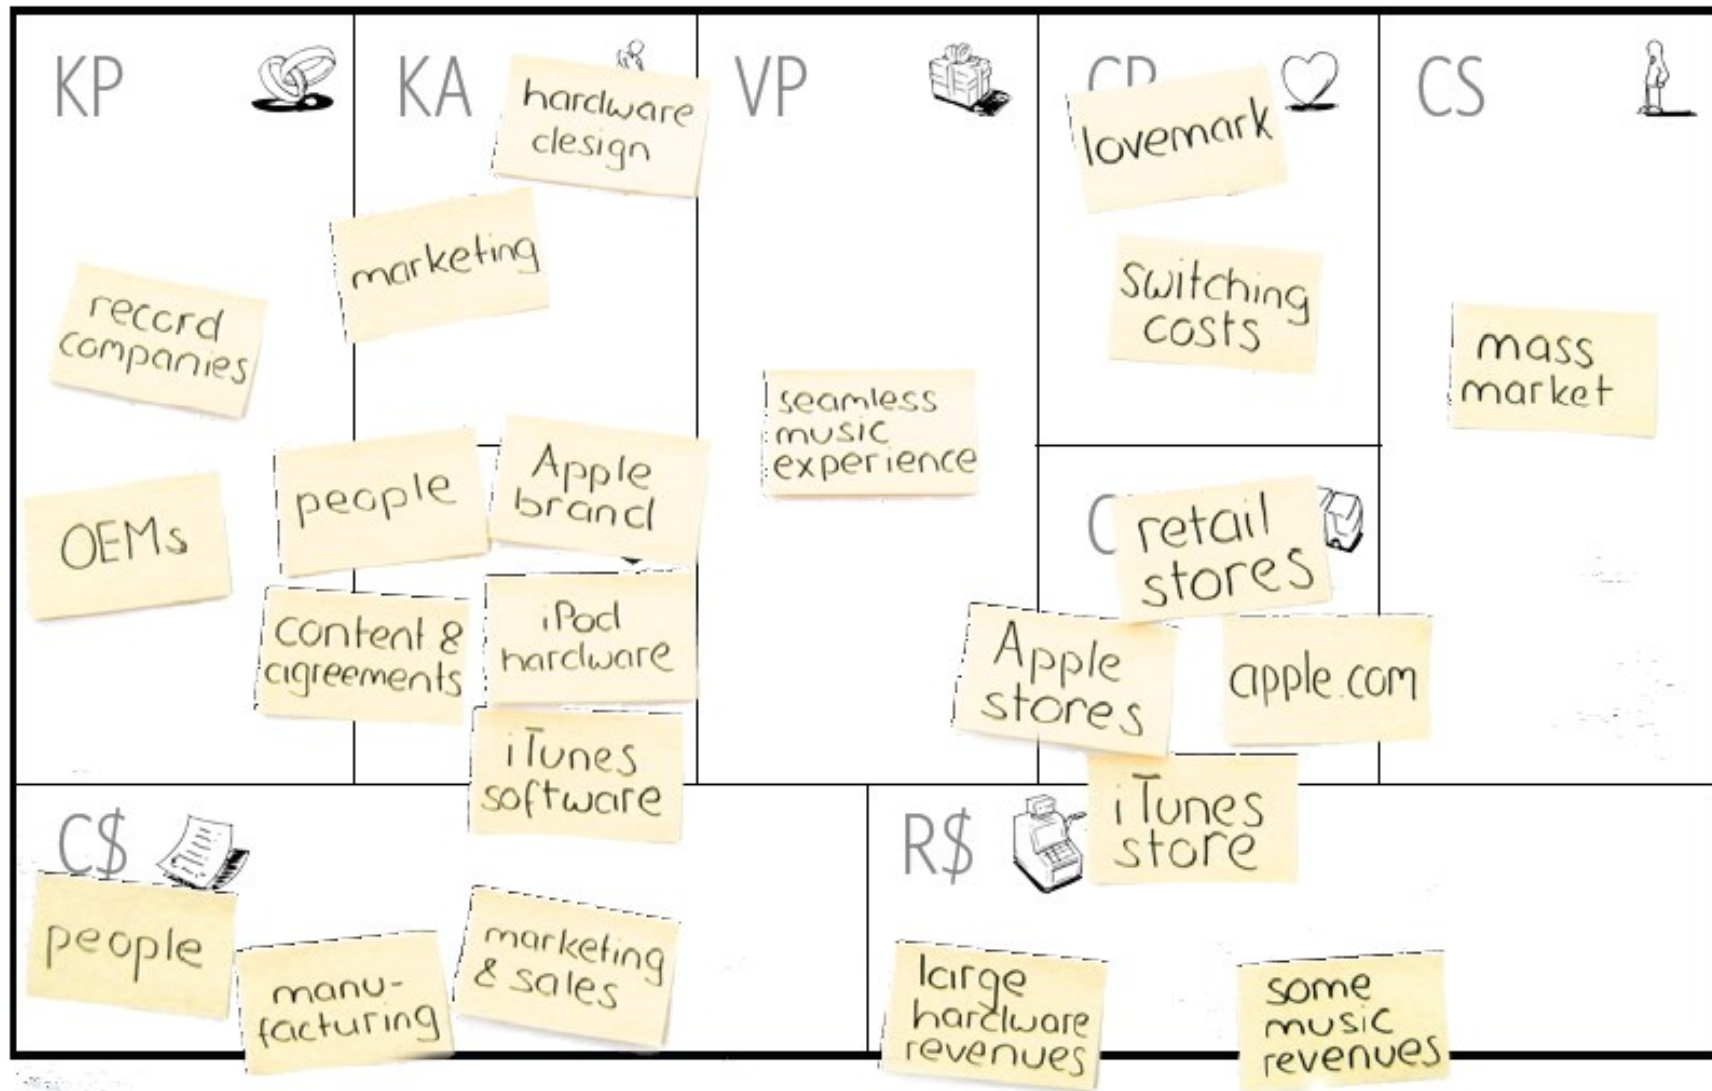 KP
KA
hardware
design
marketing
record
companies
OEMs
people
Apple
brand
content &
agreements
iPod
hardware
iTunes
software
VP
seamless
music
experience
CR
lovemark
switching
costs
retail
stores
Apple
stores
apple.com
iTunes
store
CS
mass
market
C$
people
manu-
facturing
marketing
& sales
R$
large
hardware
revenues
some
music
revenues